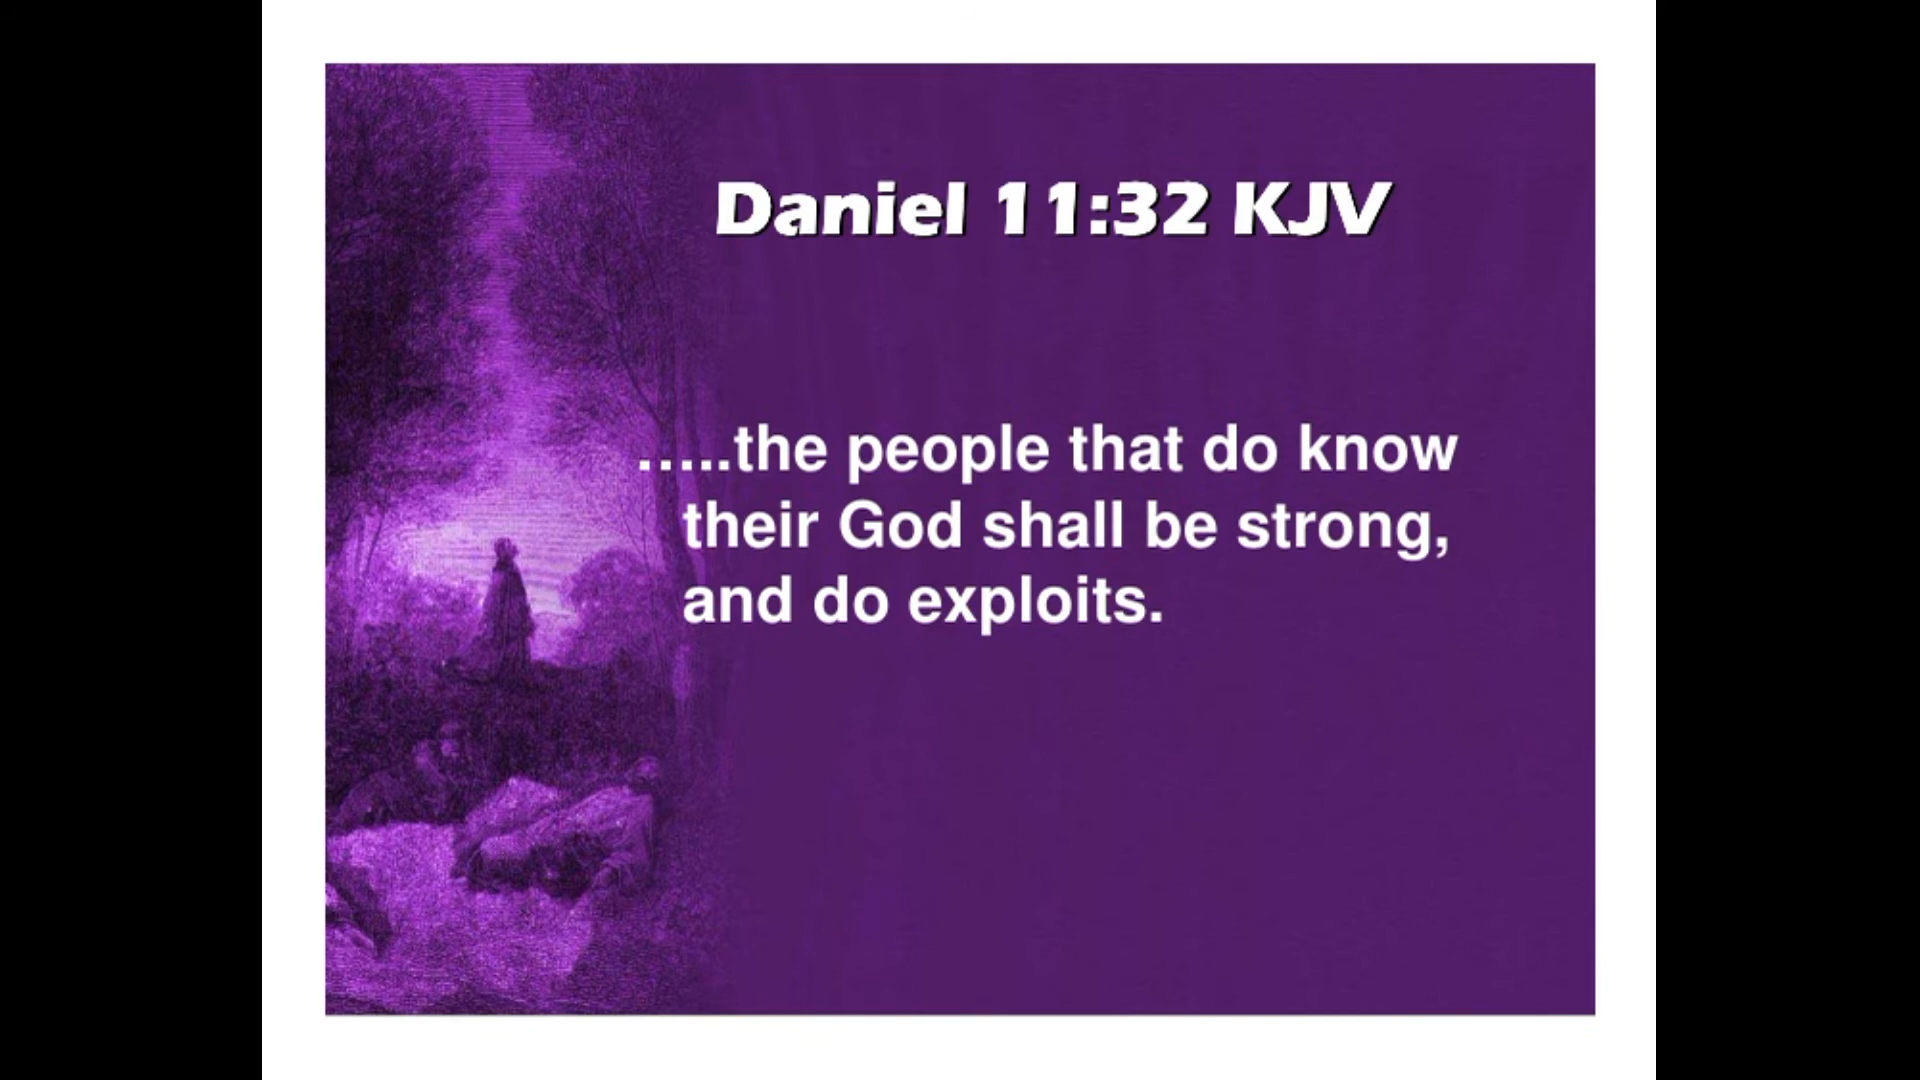 Daniel 11:32 KJV
…..the people that do know
their God shall be strong,
and do exploits.